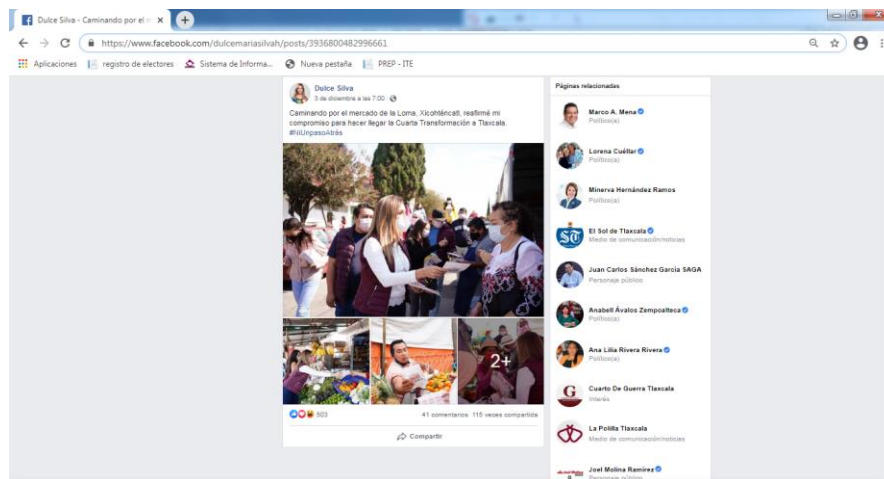 Dulce Silva - Caminando por el m
https://www.facebook.com/dulcemariasilvah/posts/3936800482996661
Aplicaciones
registro de electores
Sistema de Informa...
Nueva pestaña
PREP - ITE
Dulce Silva
3 de diciembre a las 7:00
Caminando por el mercado de la Loma, Xicohténcatl, reafirmé mi
compromiso para hacer llegar la Cuarta Transformación a Tlaxcala.
#NiUnpasoAtrás
2+
503
41 comentarios 115 veces compartida
Compartir
Páginas relacionadas
Marco A. Mena
Político(a)
Lorena Cuéllar
Político(a)
Minerva Hernández Ramos
Político(a)
ST
El Sol de Tlaxcala
Medio de comunicación/noticias
Juan Carlos Sánchez García SAGA
Personaje público
Anabell Ávalos Zempoalteca
Político(a)
Ana Lilia Rivera Rivera
Político(a)
G
Cuarto De Guerra Tlaxcala
Interés
La Polilla Tlaxcala
Medio de comunicación/noticias
Joel Molina Ramírez
Personaje público